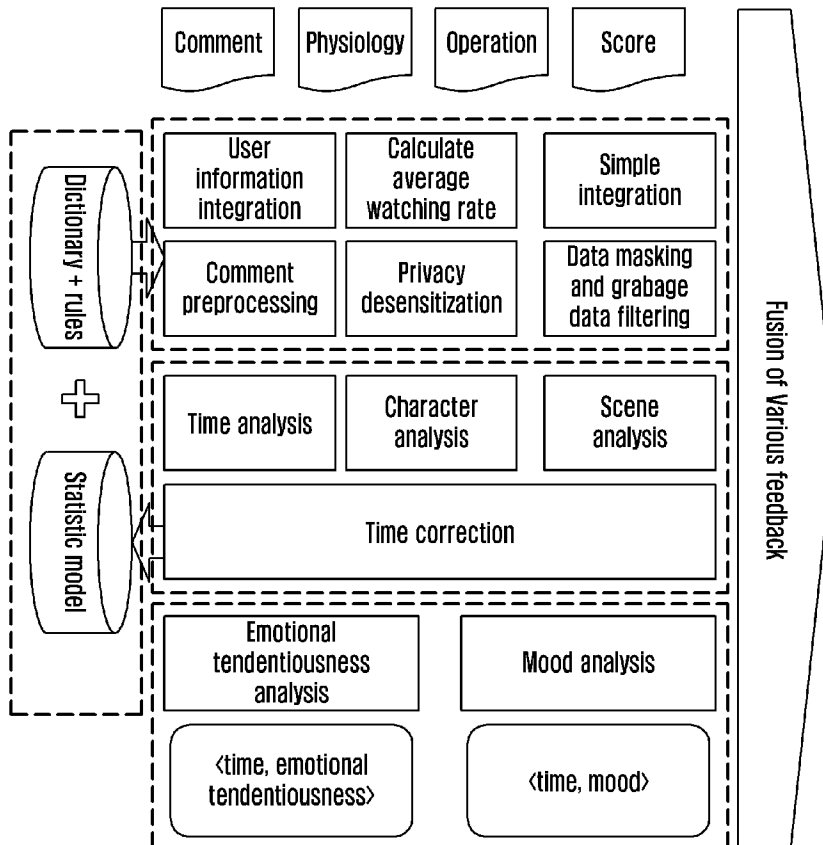 Comment
Physiology
Operation
Score
User
information
integration
Calculate
average
watching rate
Simple
integration
Comment
preprocessing
Privacy
desensitization
Data masking
and grabage
data filtering
Dictionary + rules
Statistic model
Time analysis
Character
analysis
Scene
analysis
Time correction
Emotional
tendentiousness
analysis
Mood analysis
<time, emotional
tendentiousness>
<time, mood>
Fusion of Various feedback